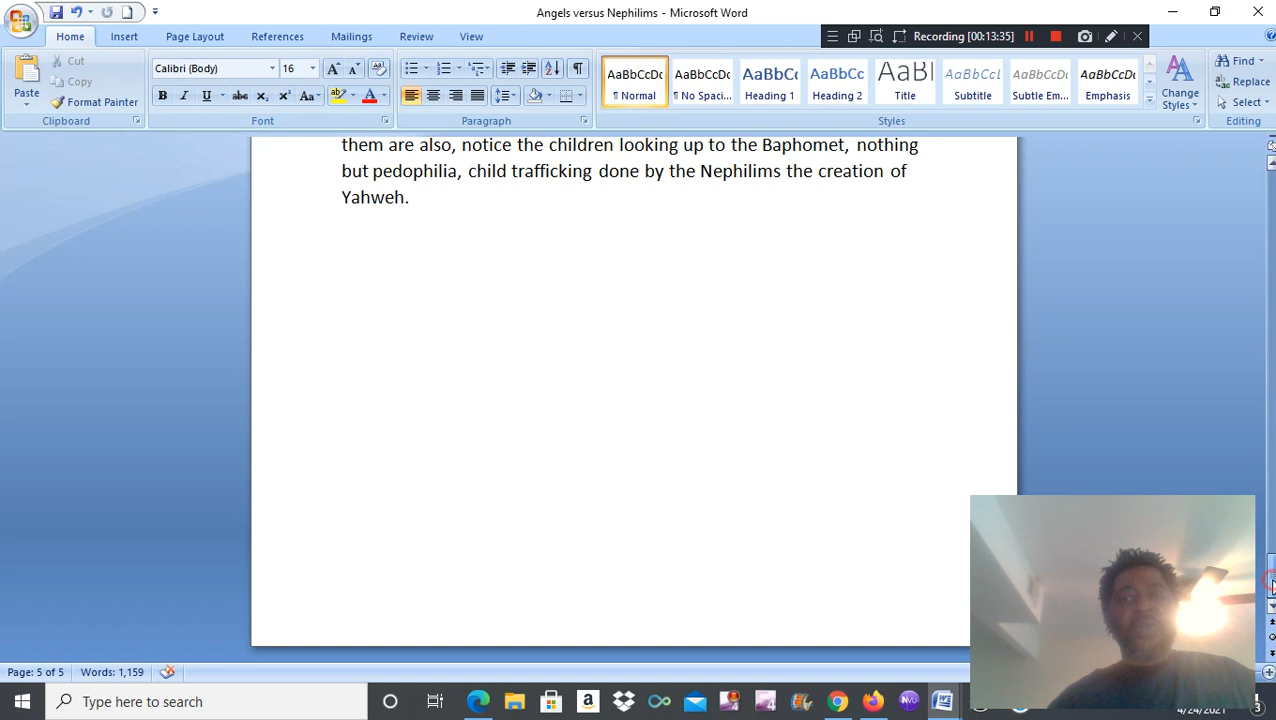 Angels versus Nephilims - Microsoft Word
Home Insert Page Layout References Mailings Review View
Recording [00:13:35]
Paste
Cut
Copy
Format Painter
Clipboard
Calibri (Body) 16
Font
Paragraph
AaBbCcDc AaBbCcDc AaBbCc AaBbCc AaBl AaBbCcL AaBbCcDc AaBbCcDc
¶ Normal ¶ No Spaci... Heading 1 Heading 2 Title Subtitle Subtle Em... Emphasis
Change
Styles
Styles
Find
Replace
Select
Editing
them are also, notice the children looking up to the Baphomet, nothing
but pedophilia, child trafficking done by the Nephilims the creation of
Yahweh.
Page: 5 of 5 Words: 1,159
Type here to search
4/24/2021